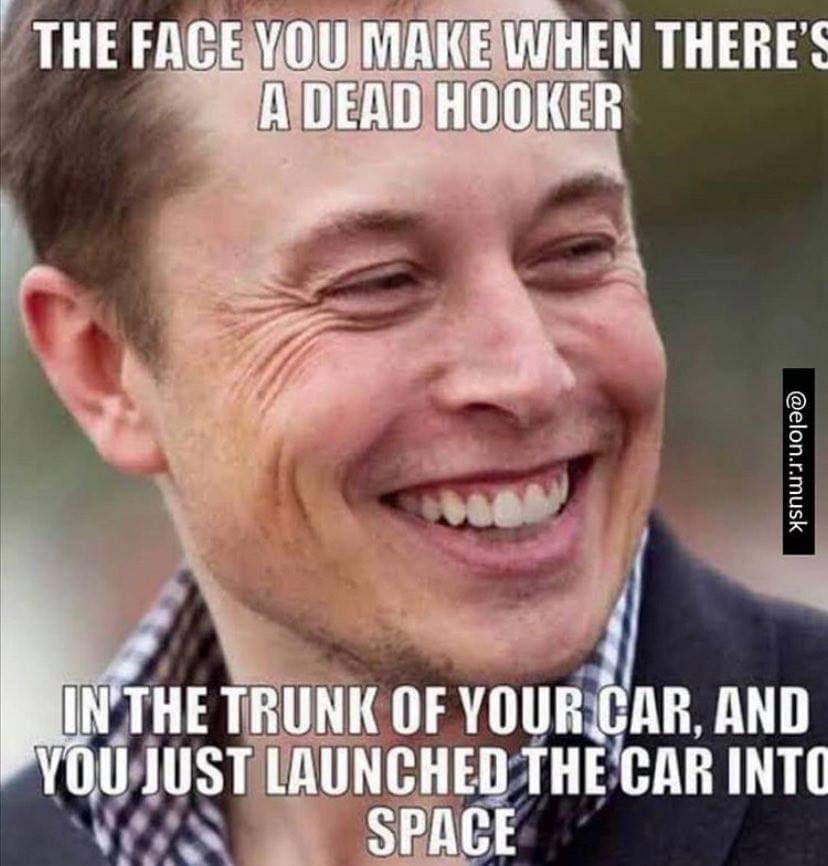 THE FACE YOU MAKE WHEN THERE'S
A DEAD HOOKER
@elon.r.musk
IN THE TRUNK OF YOUR CAR, AND
YOU JUST LAUNCHED THE CAR INTO
SPACE